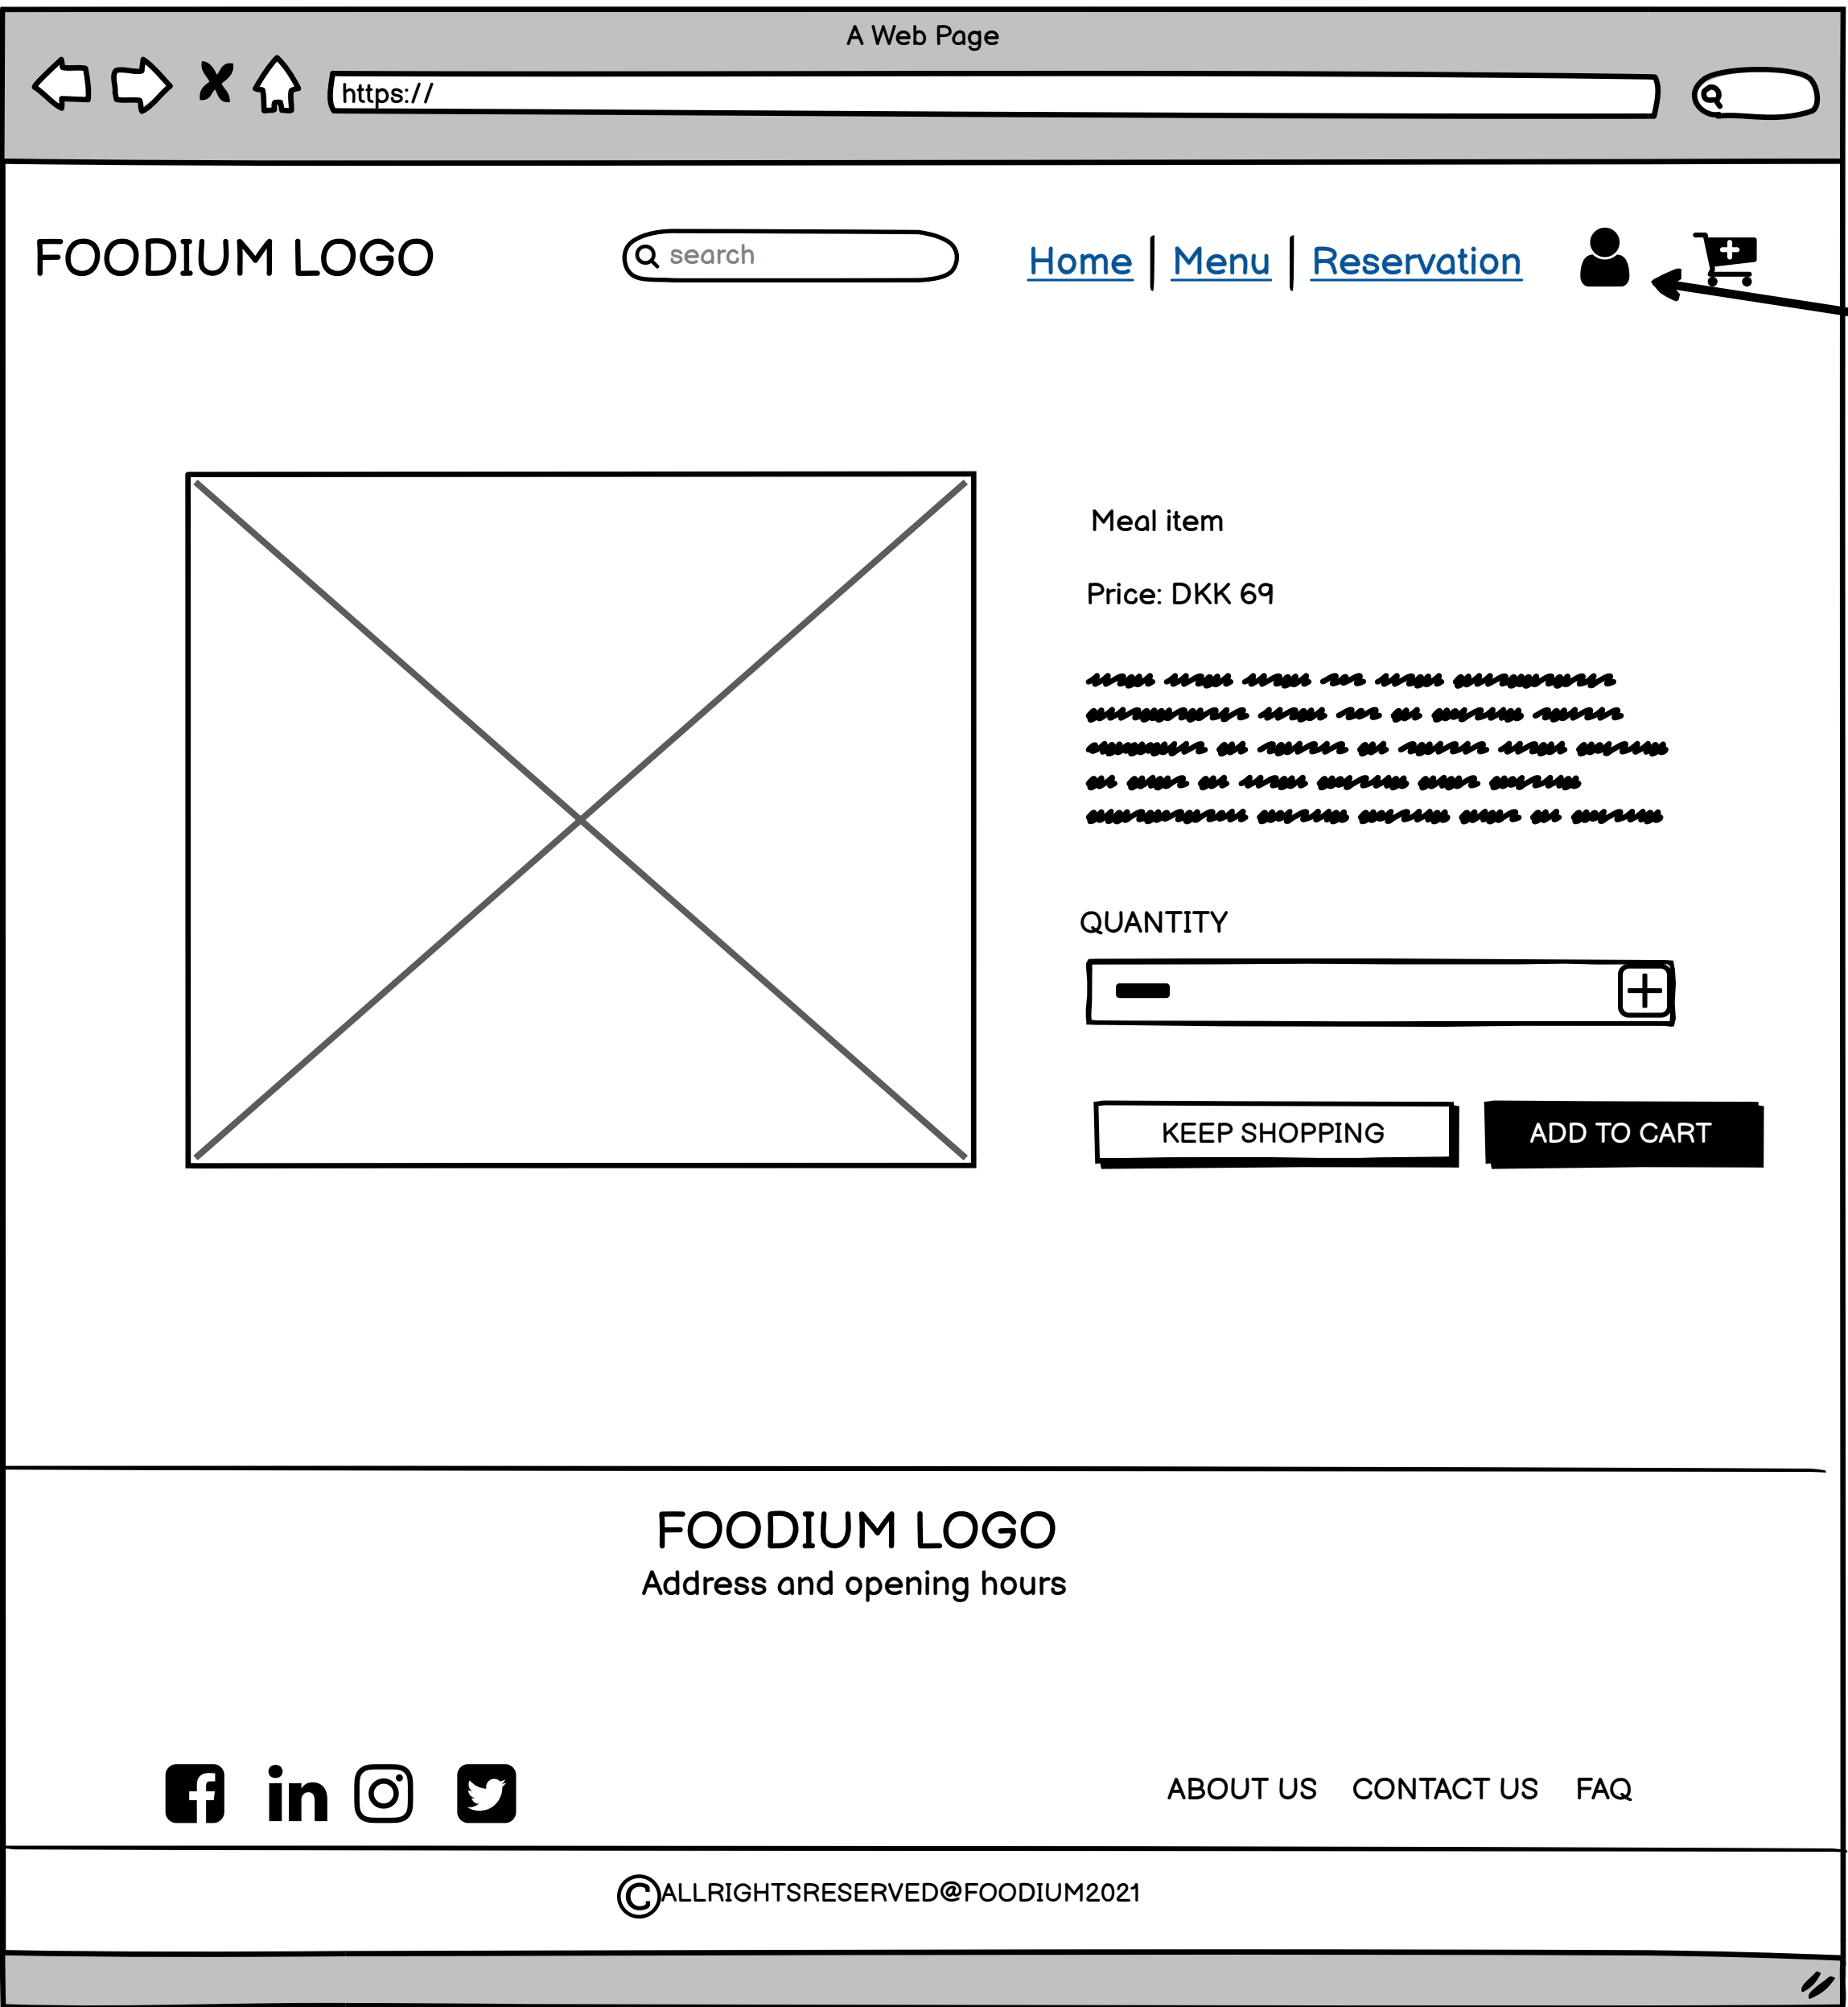 A Web Page
https://
FOODIUM LOGO
search
Home | Menu | Reservation
Meal item
Price: DKK 69
QUANTITY
KEEP SHOPPING
ADD TO CART
FOODIUM LOGO
Address and opening hours
ABOUT US CONTACT US FAQ
©ALLRIGHTSRESERVED@FOODIUM2021